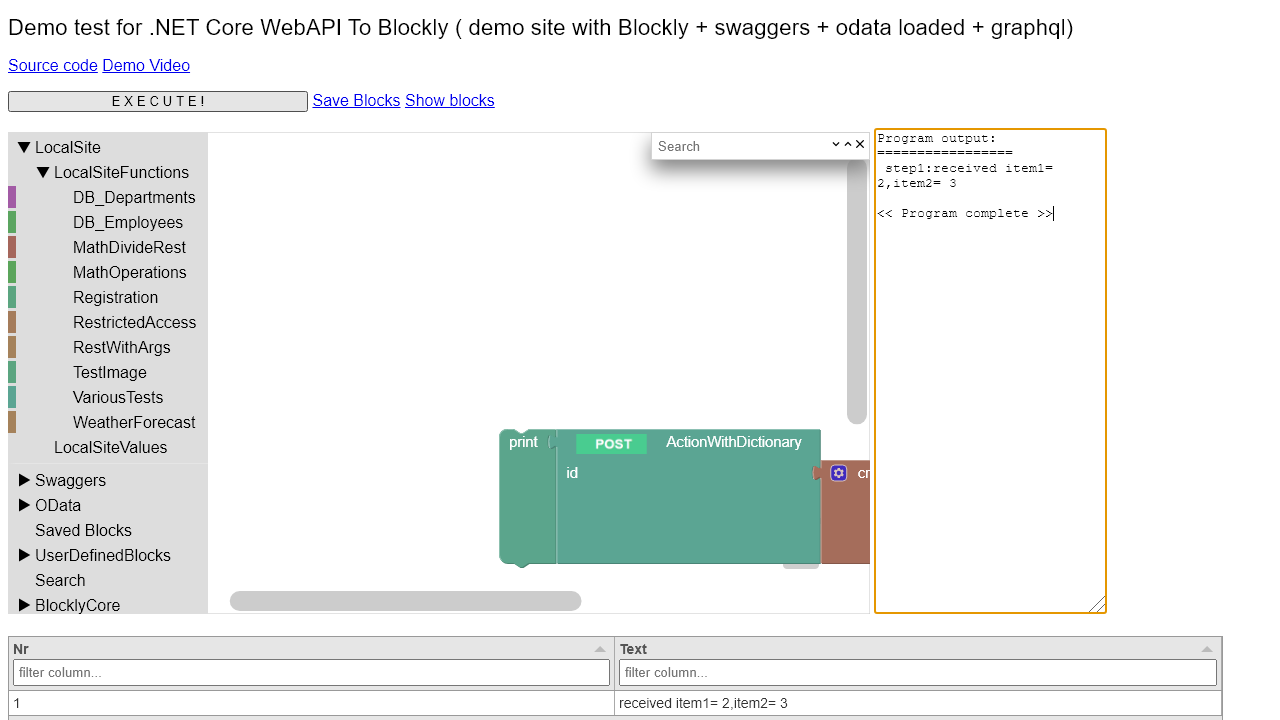 Demo test for .NET Core WebAPI To Blockly ( demo site with Blockly + swaggers + odata loaded + graphql)
Source code Demo Video
E X E C U T E ! Save Blocks Show blocks
LocalSite
LocalSiteFunctions
DB_Departments
DB_Employees
MathDivideRest
MathOperations
Registration
RestrictedAccess
RestWithArgs
TestImage
VariousTests
WeatherForecast
LocalSiteValues
Swaggers
OData
Saved Blocks
UserDefinedBlocks
Search
BlocklyCore
Search
print POST ActionWithDictionary
id cr
Program output:
=================
step1:received item1=
2,item2= 3
<< Program complete >>
Nr Text
filter column... filter column...
1 received item1= 2,item2= 3